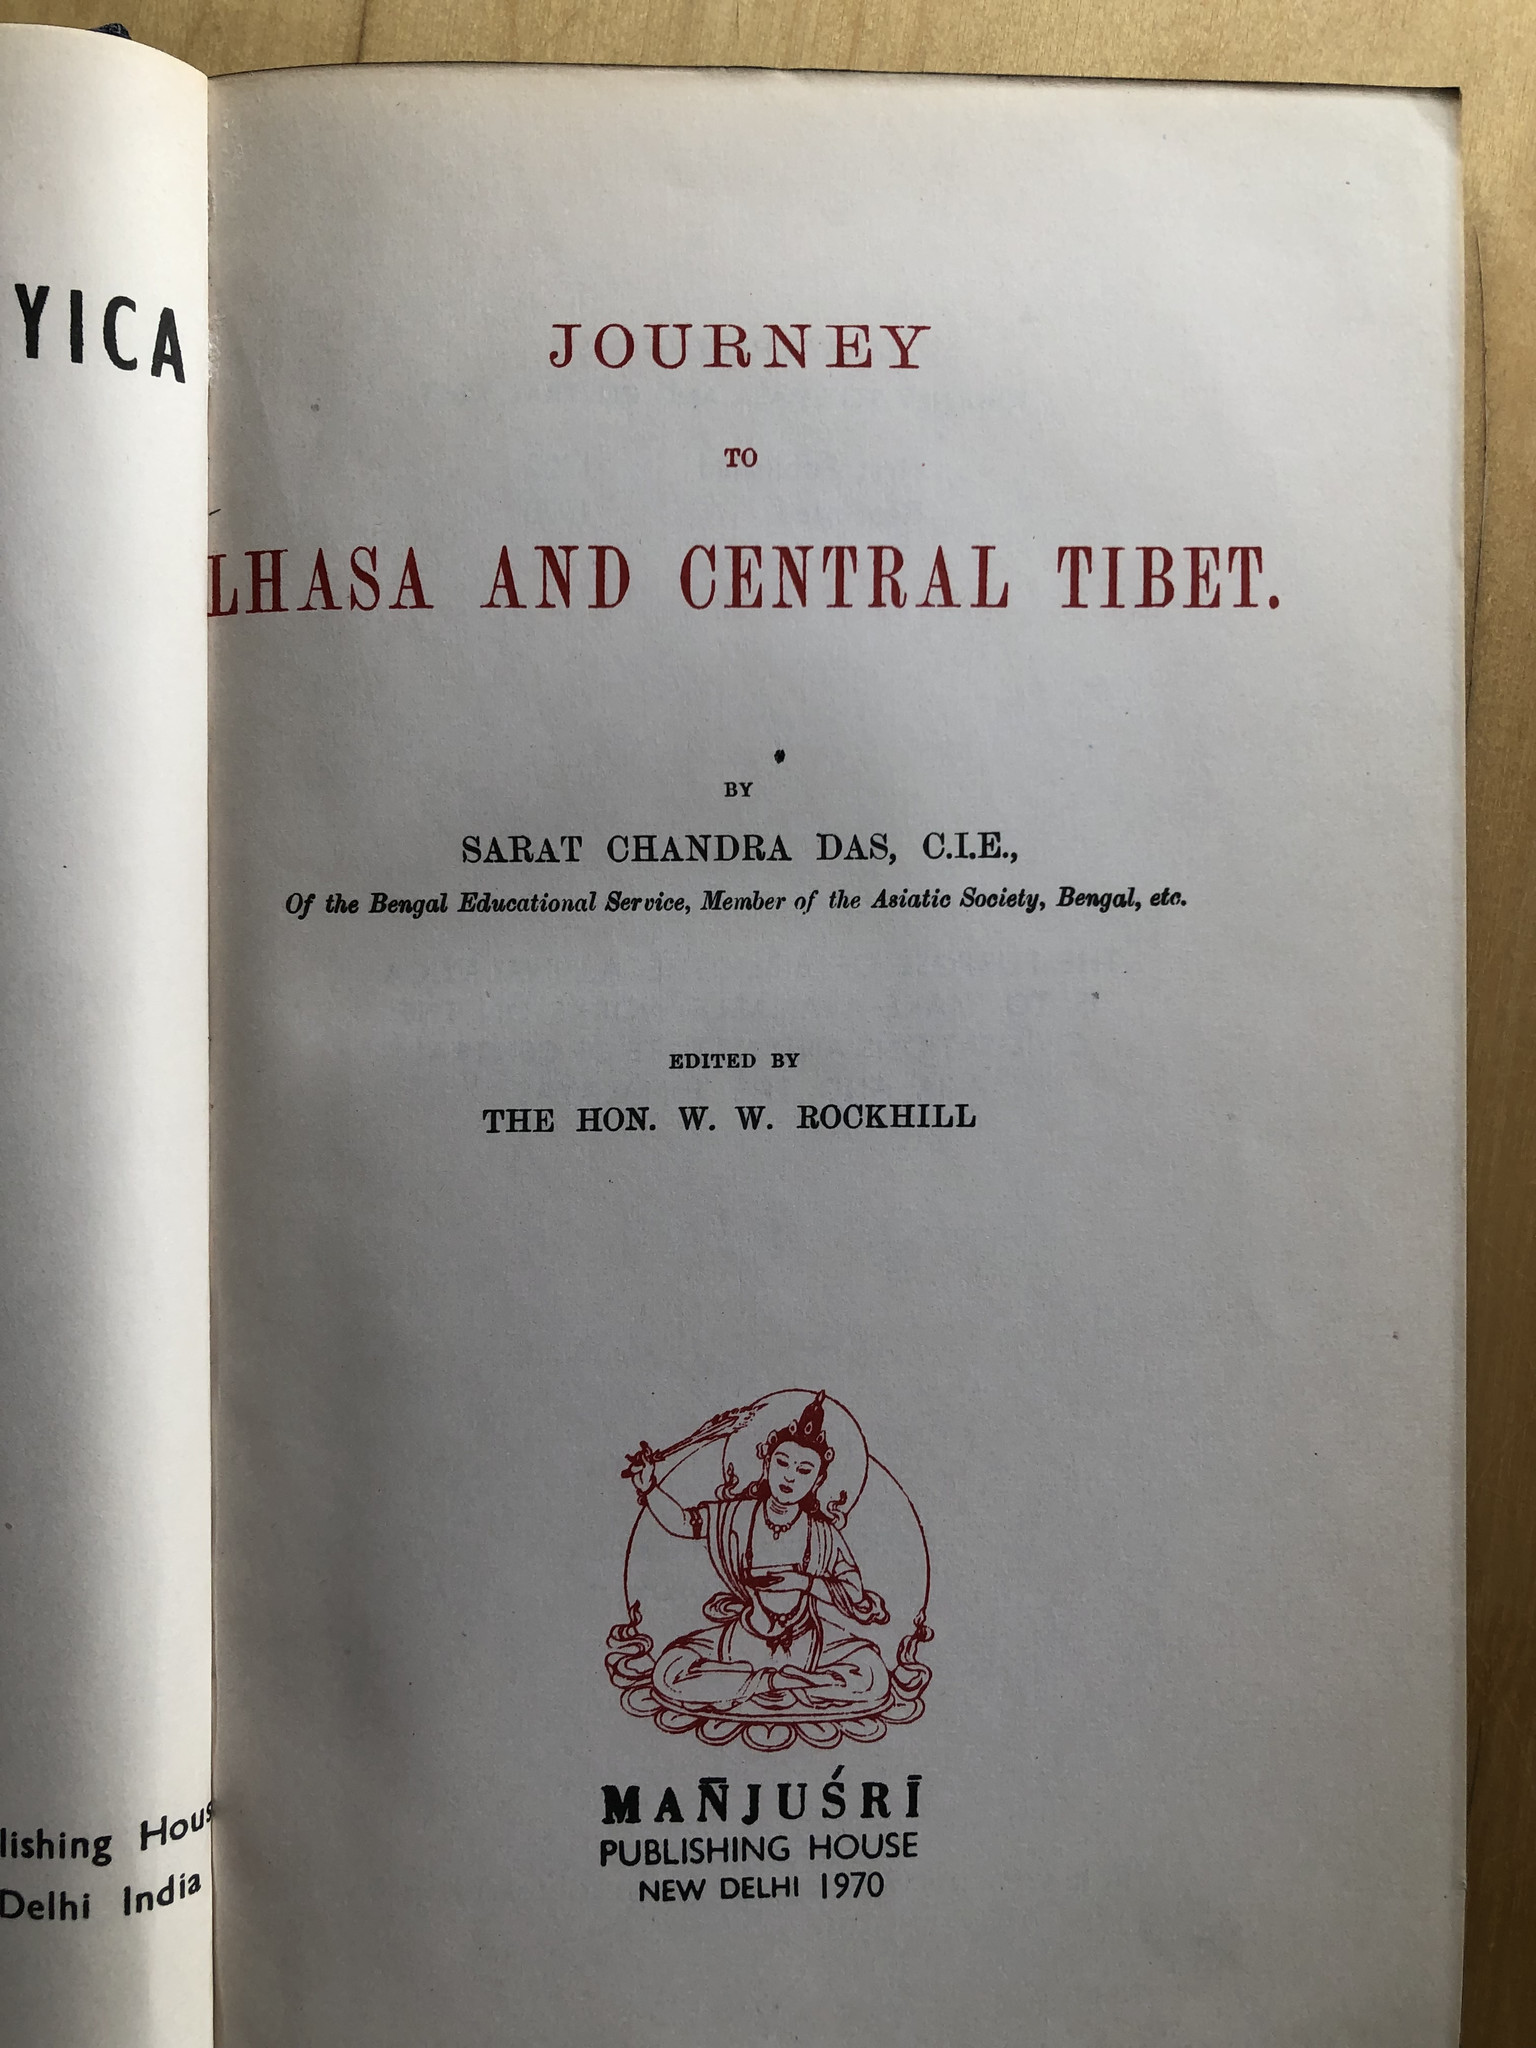 YICA
lishing Hous
Delhi India
JOURNEY
TO
LHASA AND CENTRAL TIBET.
BY
SARAT CHANDRA DAS, C.I.E.,
Of the Bengal Educational Service, Member of the Asiatic Society, Bengal, etc.
EDITED BY
THE HON. W. W. ROCKHILL
MAÑJUŚRĪ
PUBLISHING HOUSE
NEW DELHI 1970